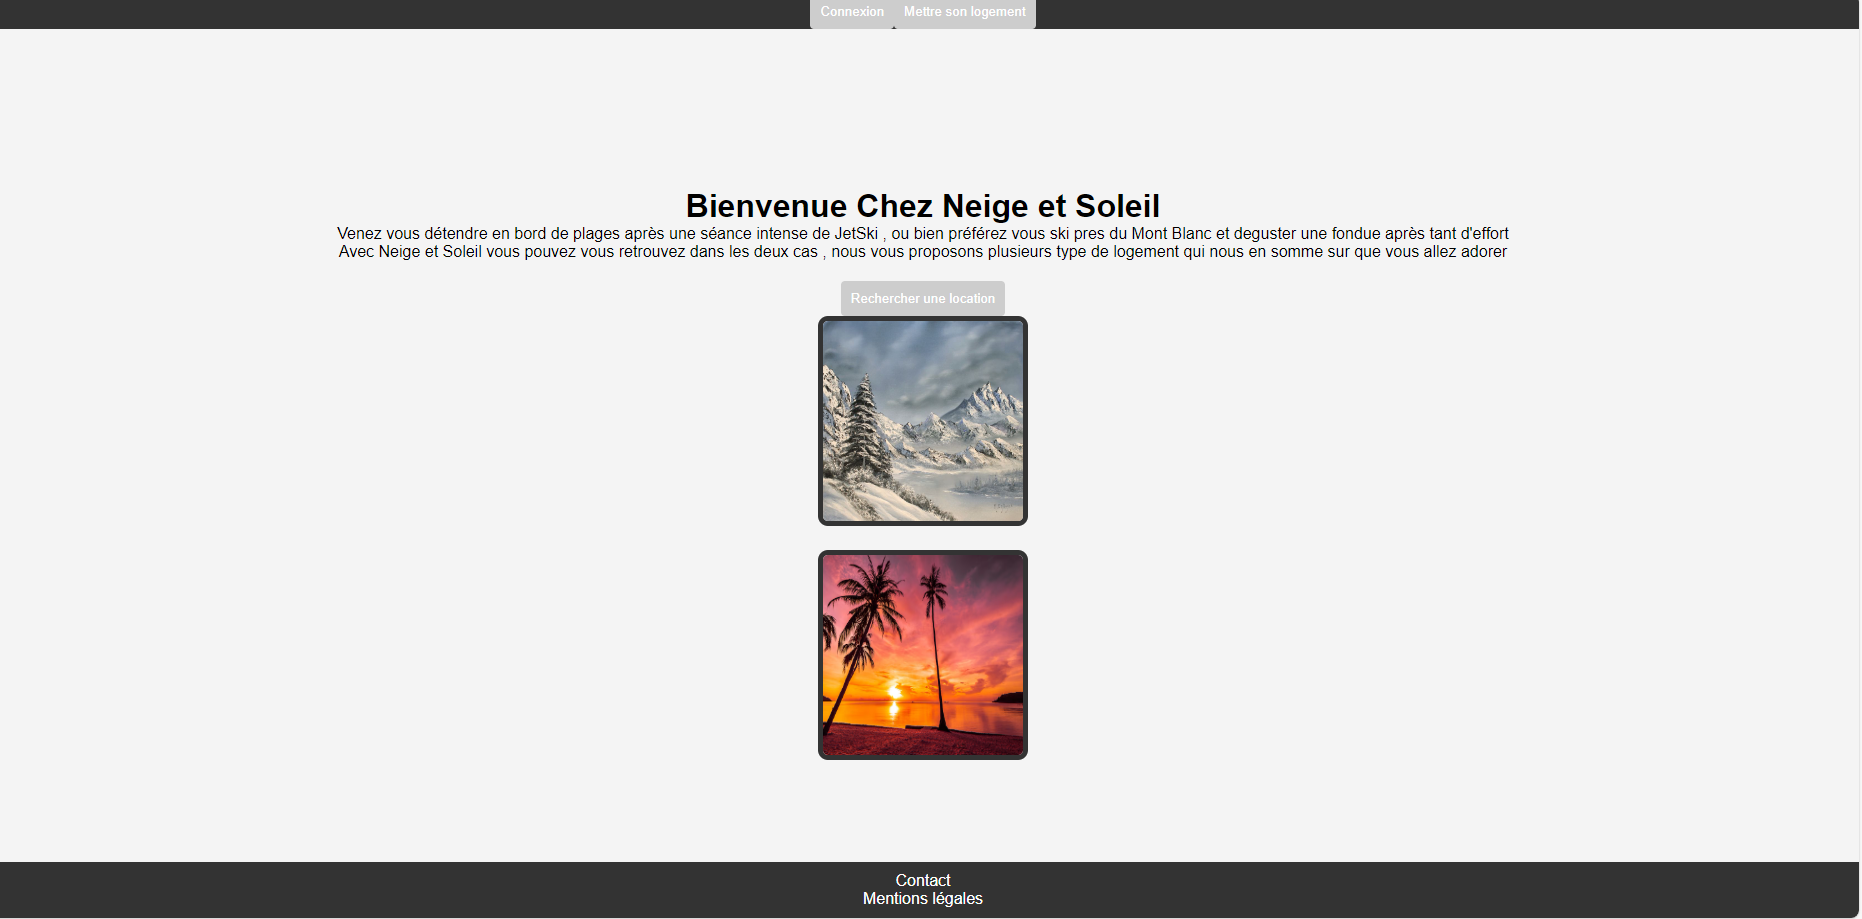 Connexion Mettre son logement
Bienvenue Chez Neige et Soleil
Venez vous détendre en bord de plages après une séance intense de JetSki , ou bien préférez vous ski pres du Mont Blanc et deguster une fondue après tant d'effort
Avec Neige et Soleil vous pouvez vous retrouvez dans les deux cas , nous vous proposons plusieurs type de logement qui nous en somme sur que vous allez adorer
Rechercher une location
Contact
Mentions légales